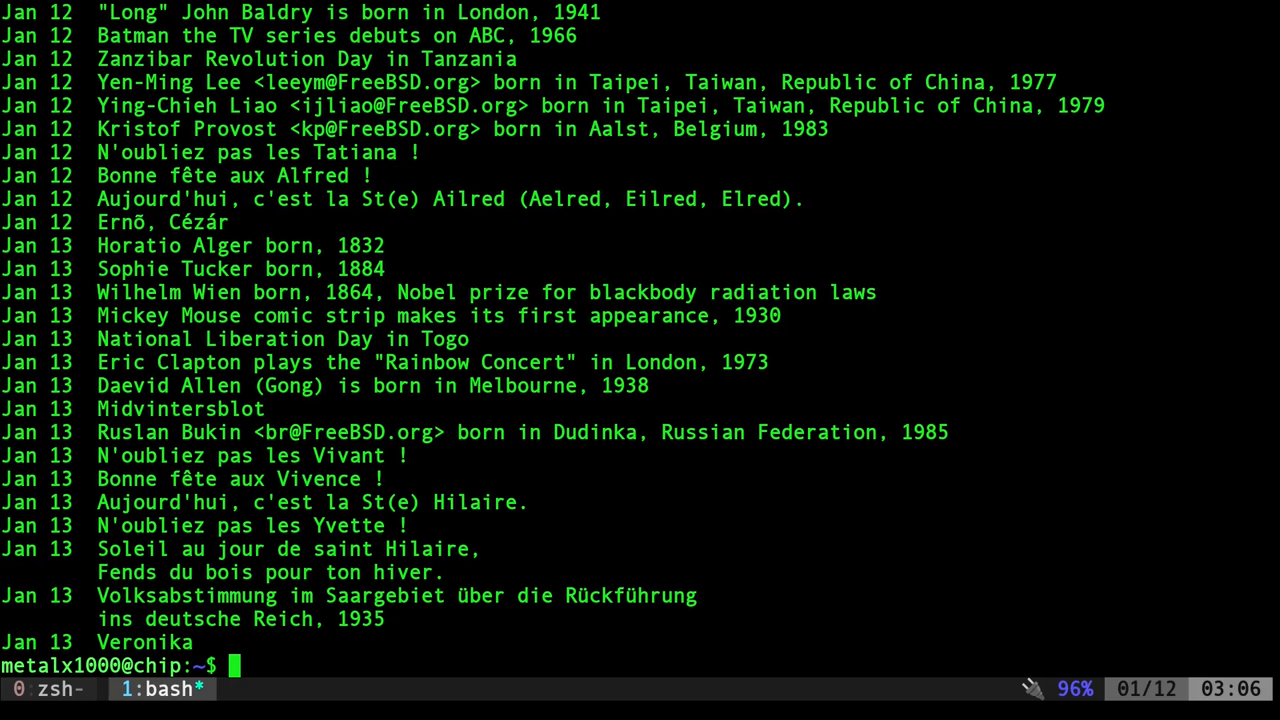 Jan 12  "Long" John Baldry is born in London, 1941
Jan 12  Batman the TV series debuts on ABC, 1966
Jan 12  Zanzibar Revolution Day in Tanzania
Jan 12  Yen-Ming Lee <leeym@FreeBSD.org> born in Taipei, Taiwan, Republic of China, 1977
Jan 12  Ying-Chieh Liao <ijliao@FreeBSD.org> born in Taipei, Taiwan, Republic of China, 1979
Jan 12  Kristof Provost <kp@FreeBSD.org> born in Aalst, Belgium, 1983
Jan 12  N'oubliez pas les Tatiana !
Jan 12  Bonne fête aux Alfred !
Jan 12  Aujourd'hui, c'est la St(e) Ailred (Aelred, Eilred, Elred).
Jan 12  Ernõ, Cézár
Jan 13  Horatio Alger born, 1832
Jan 13  Sophie Tucker born, 1884
Jan 13  Wilhelm Wien born, 1864, Nobel prize for blackbody radiation laws
Jan 13  Mickey Mouse comic strip makes its first appearance, 1930
Jan 13  National Liberation Day in Togo
Jan 13  Eric Clapton plays the "Rainbow Concert" in London, 1973
Jan 13  Daevid Allen (Gong) is born in Melbourne, 1938
Jan 13  Midvintersblot
Jan 13  Ruslan Bukin <br@FreeBSD.org> born in Dudinka, Russian Federation, 1985
Jan 13  N'oubliez pas les Vivant !
Jan 13  Bonne fête aux Vivence !
Jan 13  Aujourd'hui, c'est la St(e) Hilaire.
Jan 13  N'oubliez pas les Yvette !
Jan 13  Soleil au jour de saint Hilaire,
Fends du bois pour ton hiver.
Jan 13  Volksabstimmung im Saargebiet über die Rückführung
ins deutsche Reich, 1935
Jan 13  Veronika
metalx1000@chip:~$
0:zsh-  1:bash*  96%  01/12  03:06